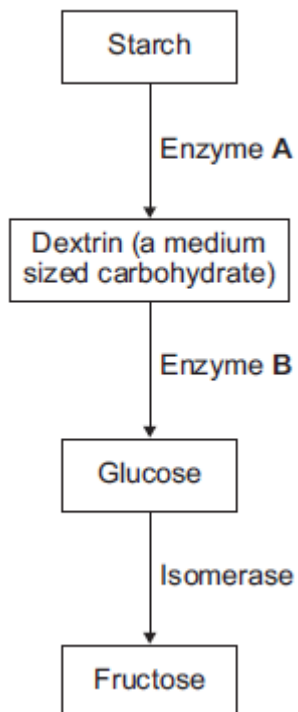 Starch
Enzyme A
Dextrin (a medium
sized carbohydrate)
Enzyme B
Glucose
Isomerase
Fructose